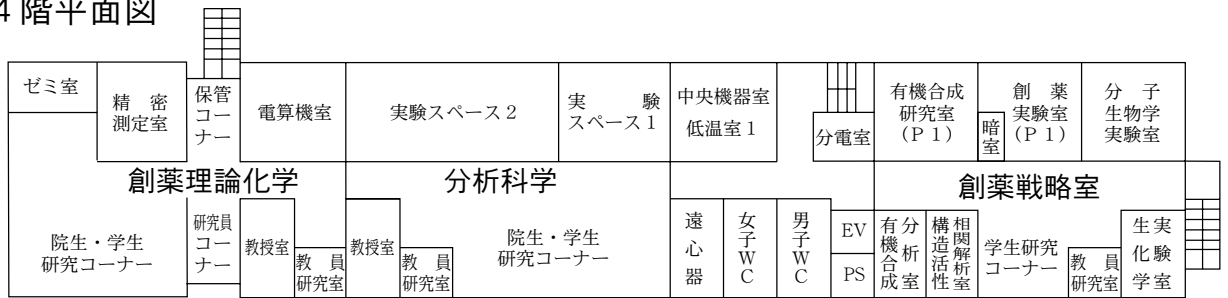 4階平面図
ゼミ室
精　密
測定室
保管
コー
ナー
電算機室
実験スペース２
実　　験
スペース１
中央機器室
低温室１
分電室
有機合成
研究室
(Ｐ１)
暗室
創　薬
実験室
(Ｐ１)
分　子
生物学
実験室
創薬理論化学
分析科学
創薬戦略室
院生・学生
研究コーナー
研究員
コー
ナー
教授室
教　員
研究室
教授室
教　員
研究室
院生・学生
研究コーナー
遠心器
女子WC
男子WC
EV
PS
有機合成
分析室
構造活性
相関解析室
学生研究
コーナー
教　員
研究室
生化学
実験室